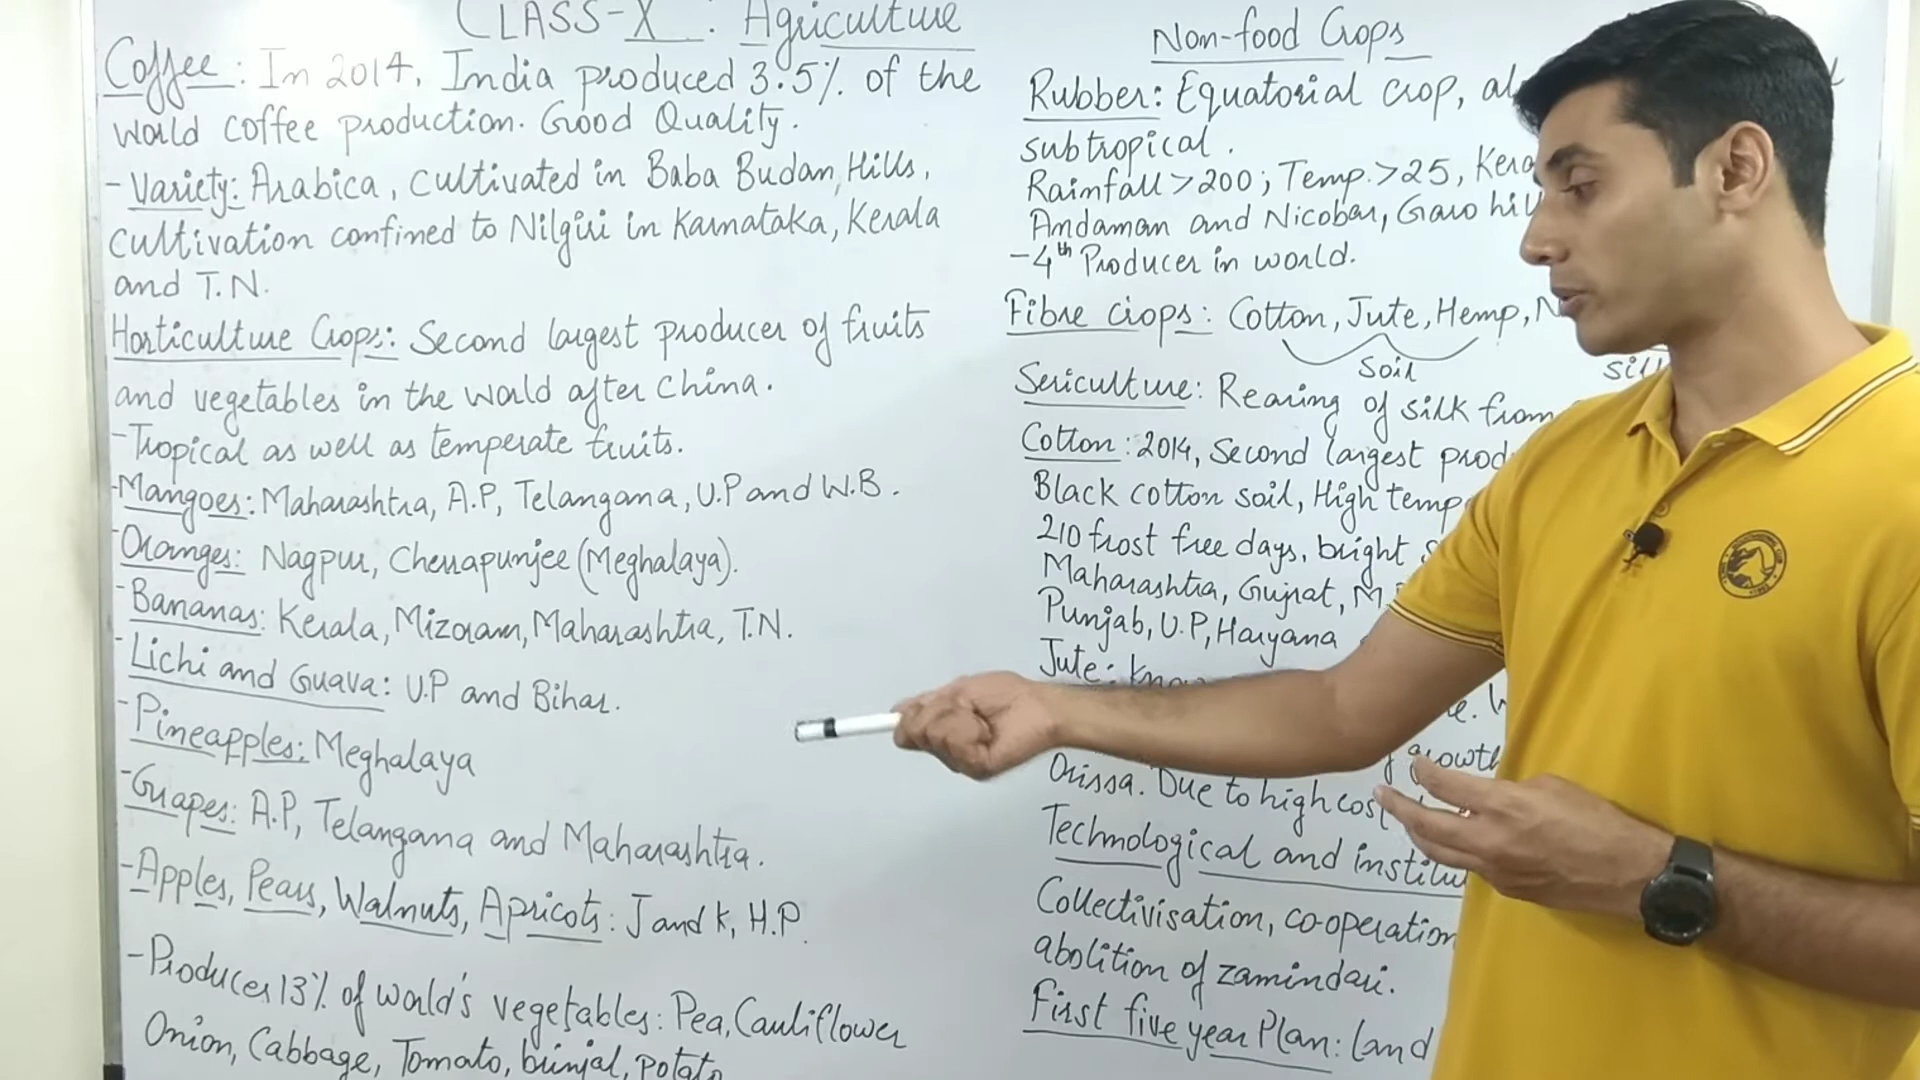 CLASS-X : Agriculture
Coffee: In 2014, India produced 3.5% of the
world coffee production. Good Quality.
- Variety: Arabica, cultivated in Baba Budan Hills,
cultivation confined to Nilgiri in Karnataka, Kerala
and T.N.
Horticulture Crops: Second largest producer of fruits
and vegetables in the world after China.
- Tropical as well as temperate fruits.
- Mangoes: Maharashtra, A.P, Telangana, U.P and W.B.
- Oranges: Nagpur, Cherrapunjee (Meghalaya).
- Bananas: Kerala, Mizoram, Maharashtra, T.N.
- Lichi and Guava: U.P and Bihar.
- Pineapples: Meghalaya
- Grapes: A.P, Telangana and Maharashtra.
- Apples, Pears, Walnuts, Apricots: J and K, H.P.
- Produces 13% of world's vegetables: Pea, Cauliflower
Onion, Cabbage, Tomato, brinjal, potato
Non-food Crops
Rubber: Equatorial crop,
subtropical.
Rainfall > 200; Temp. > 25,
Andaman and Nicobar, Garo
- 4th Producer in world.
Fibre crops: Cotton, Jute, Hemp,
Soil
Sericulture: Rearing of silk from
Cotton: 2014, Second largest
Black cotton soil, High temp
210 frost free days, bright
Maharashtra, Gujrat,
Punjab, U.P, Haryana
Jute:
growth
Orissa. Due to high cost
Technological and
Collectivisation, co-operation
abolition of zamindari.
First five year Plan: land